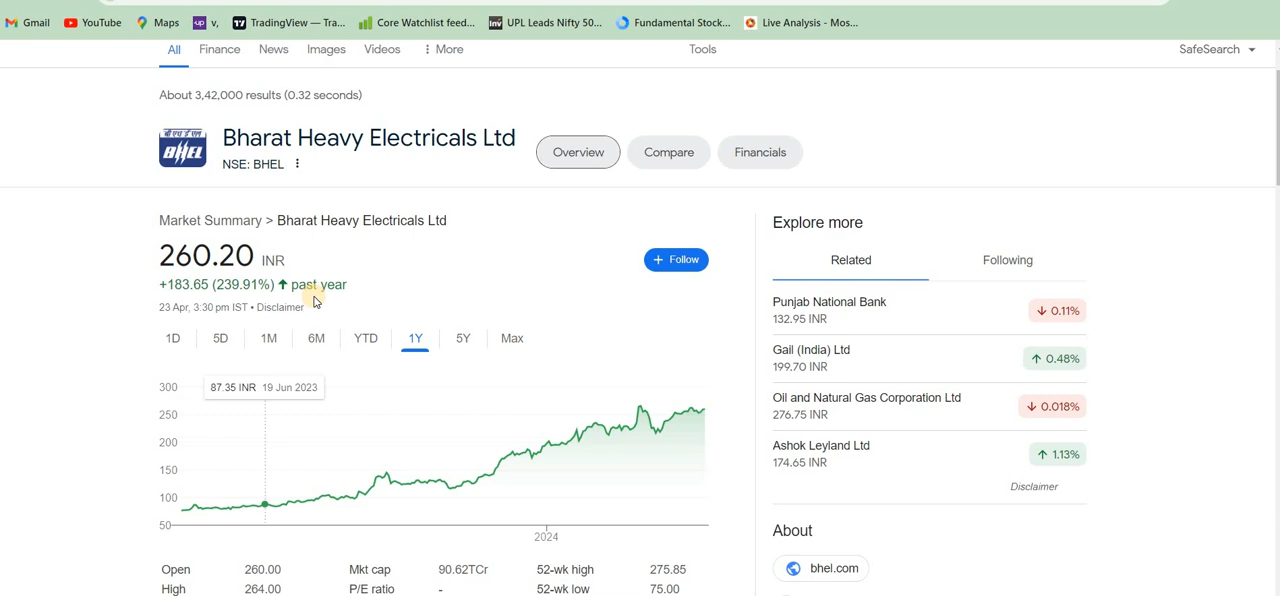 Gmail YouTube Maps up v, TradingView — Tra... Core Watchlist feed... Inv UPL Leads Nifty 50... Fundamental Stock... Live Analysis - Mos...
All Finance News Images Videos More Tools SafeSearch
About 3,42,000 results (0.32 seconds)
बी एच ई एल
BHEL
Bharat Heavy Electricals Ltd
NSE: BHEL
Overview Compare Financials
Market Summary > Bharat Heavy Electricals Ltd
260.20 INR
+ Follow
+183.65 (239.91%) ↑ past year
23 Apr, 3:30 pm IST • Disclaimer
1D 5D 1M 6M YTD 1Y 5Y Max
87.35 INR 19 Jun 2023
300
250
200
150
100
50
2024
Open 260.00 Mkt cap 90.62TCr 52-wk high 275.85
High 264.00 P/E ratio - 52-wk low 75.00
Explore more
Related Following
Punjab National Bank
132.95 INR ↓ 0.11%
Gail (India) Ltd
199.70 INR ↑ 0.48%
Oil and Natural Gas Corporation Ltd
276.75 INR ↓ 0.018%
Ashok Leyland Ltd
174.65 INR ↑ 1.13%
Disclaimer
About
bhel.com